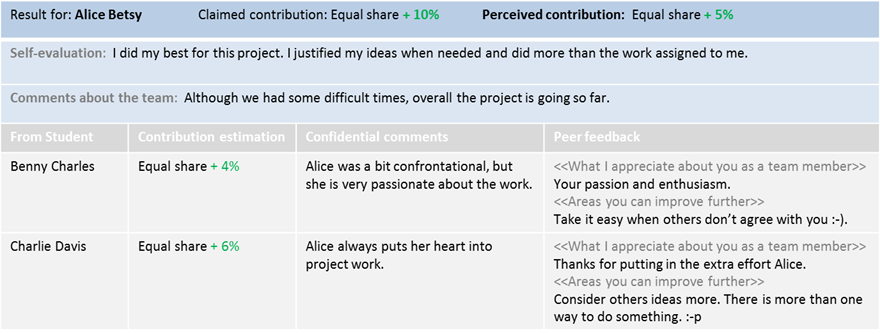 Result for: Alice Betsy Claimed contribution: Equal share + 10% Perceived contribution: Equal share + 5%
Self-evaluation: I did my best for this project. I justified my ideas when needed and did more than the work assigned to me.
Comments about the team: Although we had some difficult times, overall the project is going so far.
From Student Contribution estimation Confidential comments Peer feedback
Benny Charles
Equal share + 4%
Alice was a bit confrontational, but
she is very passionate about the work.
<<What I appreciate about you as a team member>>
Your passion and enthusiasm.
<<Areas you can improve further>>
Take it easy when others don’t agree with you :-).
Charlie Davis
Equal share + 6%
Alice always puts her heart into
project work.
<<What I appreciate about you as a team member>>
Thanks for putting in the extra effort Alice.
<<Areas you can improve further>>
Consider others ideas more. There is more than one
way to do something. :-p